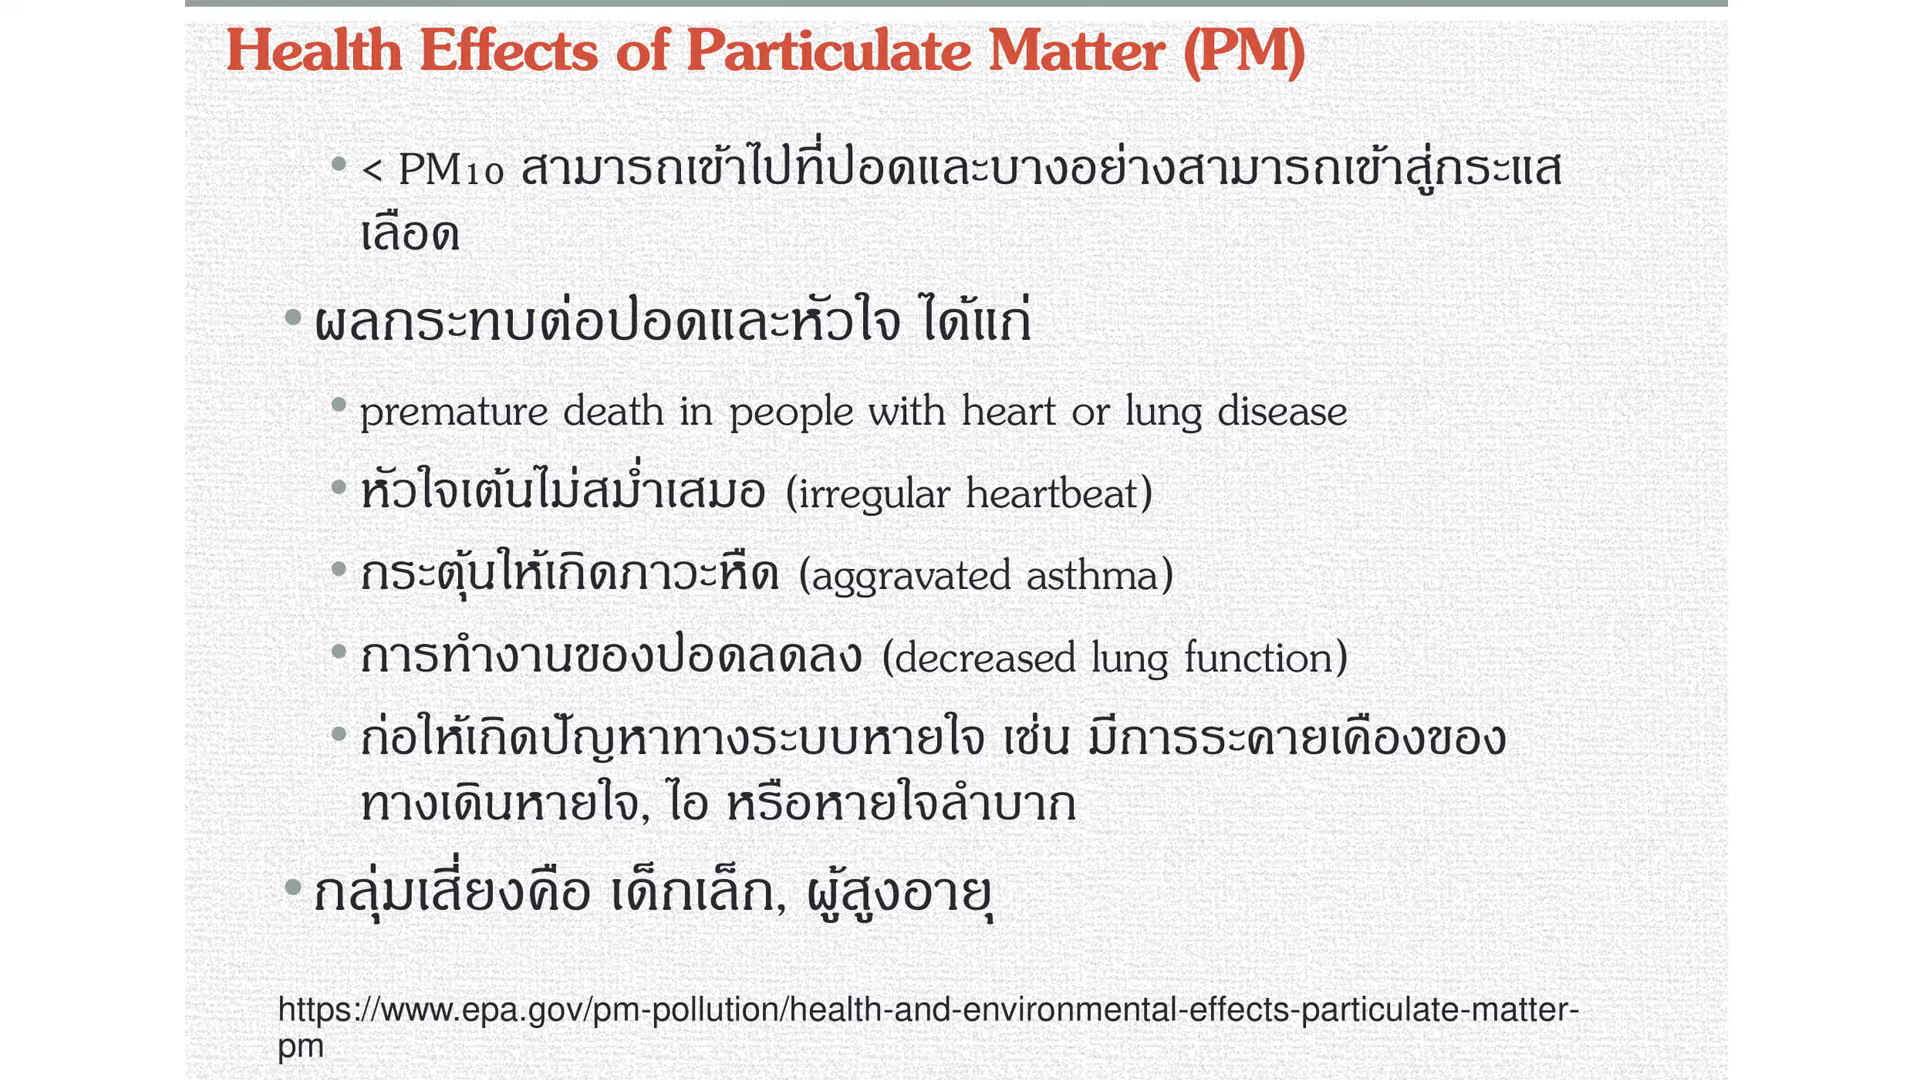 Health Effects of Particulate Matter (PM)
• < PM10 สามารถเข้าไปที่ปอดและบางอย่างสามารถเข้าสู่กระแส
เลือด
• ผลกระทบต่อปอดและหัวใจ ได้แก่
• premature death in people with heart or lung disease
• หัวใจเต้นไม่สม่ำเสมอ (irregular heartbeat)
• กระตุ้นให้เกิดภาวะหืด (aggravated asthma)
• การทำงานของปอดลดลง (decreased lung function)
• ก่อให้เกิดปัญหาทางระบบหายใจ เช่น มีการระคายเคืองของ
ทางเดินหายใจ, ไอ หรือหายใจลำบาก
• กลุ่มเสี่ยงคือ เด็กเล็ก, ผู้สูงอายุ
https://www.epa.gov/pm-pollution/health-and-environmental-effects-particulate-matter-
pm